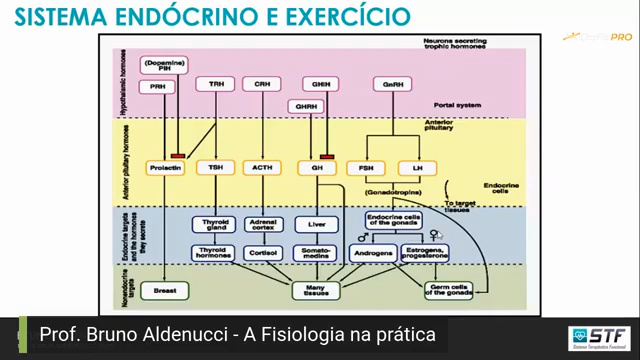 SISTEMA ENDÓCRINO E EXERCÍCIO
PRO
Neurons secreting
trophic hormones
Hypothalamic hormones
(Dopamine)
PIH
PRH
TRH
CRH
GHIH
GHRH
GnRH
Portal system
Anterior
pituitary
Anterior pituitary hormones
Prolactin
TSH
ACTH
GH
FSH
LH
(Gonadotropins)
Endocrine cells
To target
tissues
Endocrine targets
and the hormones
they secrete
Thyroid
gland
Adrenal
cortex
Liver
Endocrine cells
of the gonads
♂
♀
Thyroid
hormones
Cortisol
Somato-
medins
Androgens
Estrogens,
progesterone
Nonendocrine
targets
Breast
Many
tissues
Germ cells
of the gonads
Prof. Bruno Aldenucci - A Fisiologia na prática
STF
Sistema Terapêutico Funcional